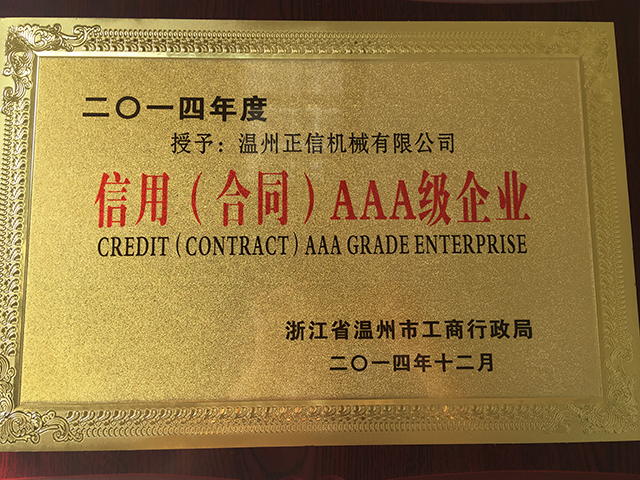 二〇一四年度
授予：温州正信机械有限公司
信用（合同）AAA级企业
CREDIT（CONTRACT）AAA GRADE ENTERPRISE
浙江省温州市工商行政局
二〇一四年十二月